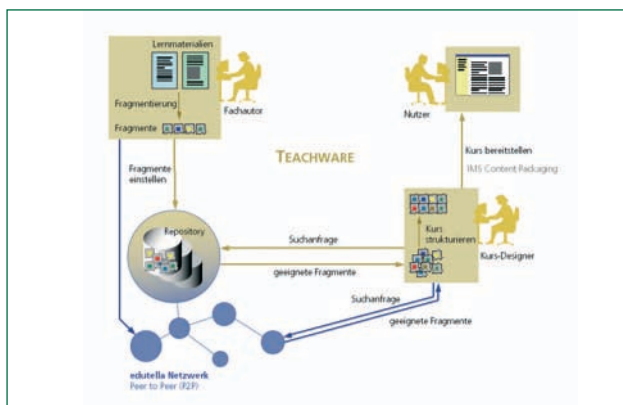 Lernmaterialien
Fragmentierung
Fragmente
Fachautor
Nutzer
TEACHWARE
Kurs bereitstellen
IMS Content Packaging
Fragmente
einstellen
Repository
Suchanfrage
geeignete Fragmente
Kurs
strukturieren
Kurs-Designer
Suchanfrage
geeignete Fragmente
edutella Netzwerk
Peer to Peer (P2P)